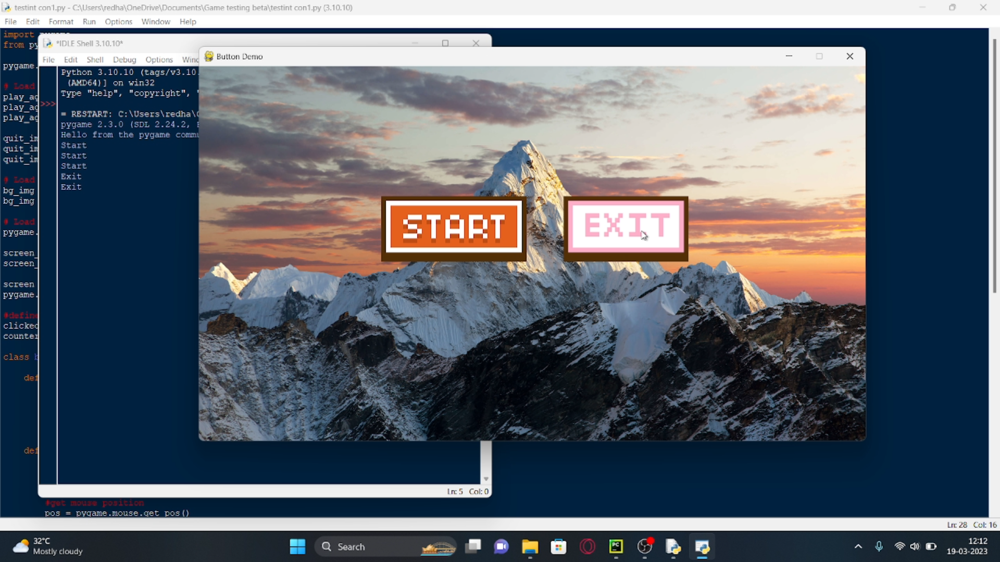 testint con1.py - C:\Users\redha\OneDrive\Documents\Game testing beta\testint con1.py (3.10.10)
File Edit Format Run Options Window Help
import
from py
pygame.
# Load
play_ag
play_ag
play_ag
quit_im
quit_im
quit_im
# Load
bg_img
bg_img
# Load
pygame.
screen_
screen_
screen
pygame.
#define
clicked
counter
class b
def
def
#get mouse position
pos = pygame.mouse.get_pos()
*IDLE Shell 3.10.10*
File Edit Shell Debug Options Wind
Python 3.10.10 (tags/v3.10.
(AMD64)] on win32
Type "help", "copyright", "
>>>
= RESTART: C:\Users\redha\O
pygame 2.3.0 (SDL 2.24.2, P
Hello from the pygame commu
Start
Start
Start
Exit
Exit
Ln: 5 Col: 0
Button Demo
START
EXIT
Ln: 28 Col: 16
32°C
Mostly cloudy
Search
PC
12:12
19-03-2023